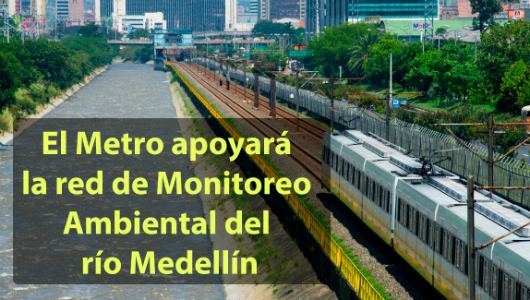 El Metro apoyará
la red de Monitoreo
Ambiental del
río Medellín